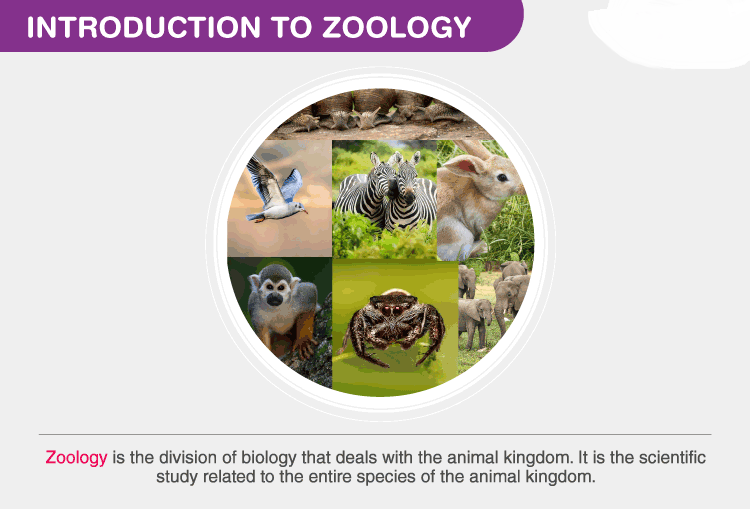 INTRODUCTION TO ZOOLOGY
Zoology is the division of biology that deals with the animal kingdom. It is the scientific
study related to the entire species of the animal kingdom.